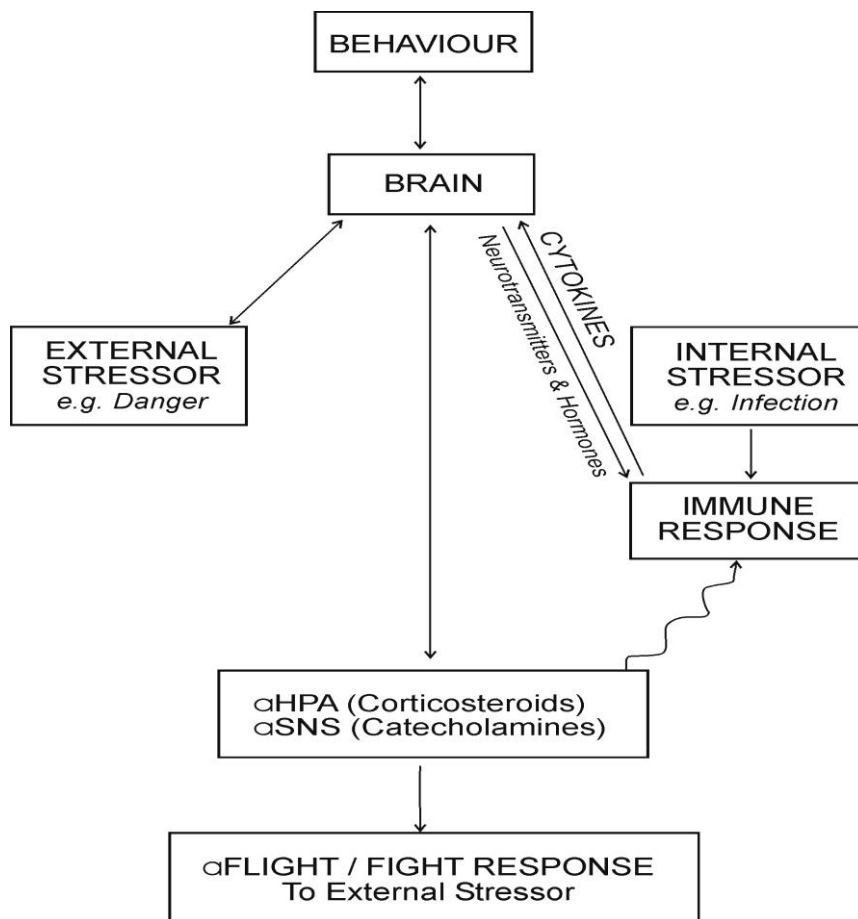 BEHAVIOUR
BRAIN
CYTOKINES
Neurotransmitters & Hormones
EXTERNAL
STRESSOR
e.g. Danger
INTERNAL
STRESSOR
e.g. Infection
IMMUNE
RESPONSE
αHPA (Corticosteroids)
αSNS (Catecholamines)
αFLIGHT / FIGHT RESPONSE
To External Stressor